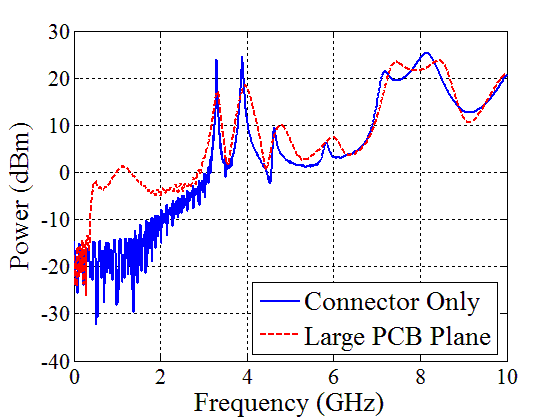 30
20
10
0
-10
-20
-30
-40
Power (dBm)
Connector Only
Large PCB Plane
0 2 4 6 8 10
Frequency (GHz)